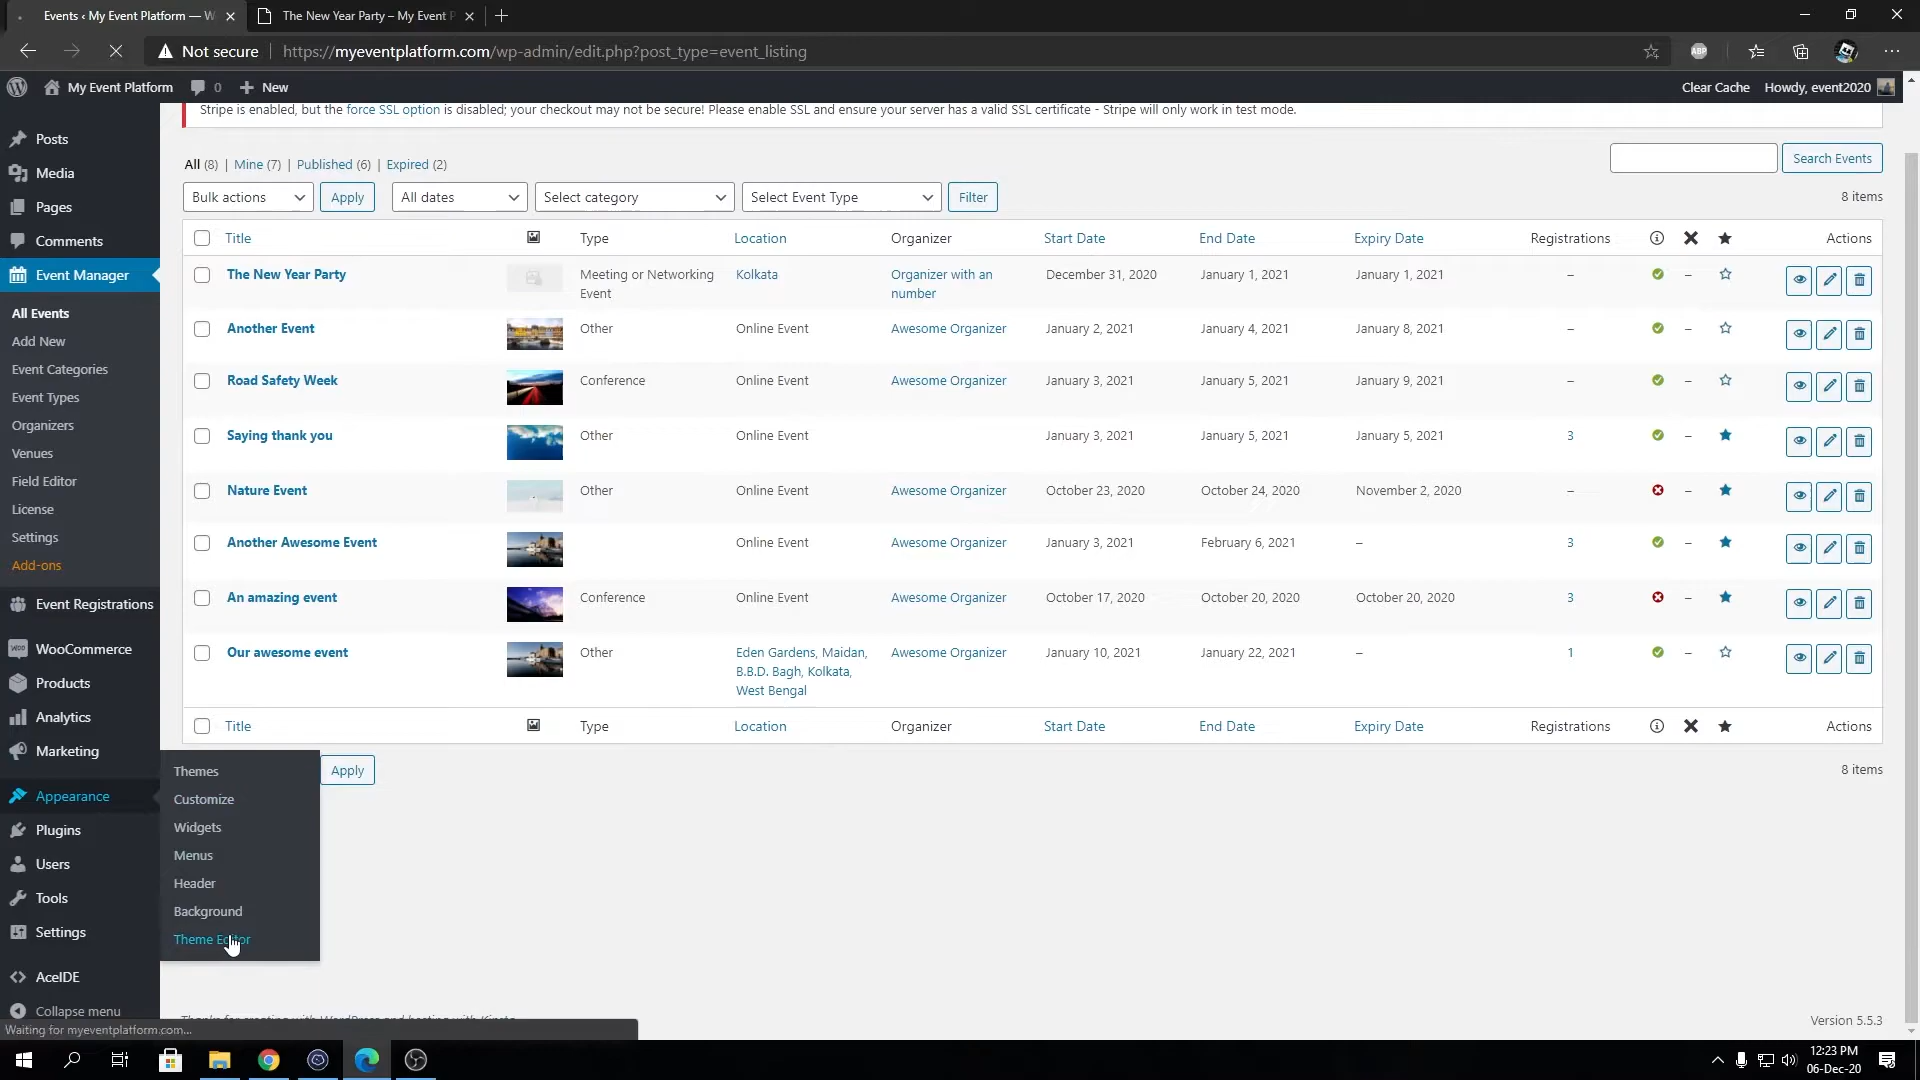 Events ‹ My Event Platform — W
The New Year Party – My Event P
Not secure
https://myeventplatform.com/wp-admin/edit.php?post_type=event_listing
ABP
My Event Platform
0
New
Clear Cache
Howdy, event2020
Stripe is enabled, but the force SSL option is disabled; your checkout may not be secure! Please enable SSL and ensure your server has a valid SSL certificate - Stripe will only work in test mode.
Posts
Media
Pages
Comments
Event Manager
All Events
Add New
Event Categories
Event Types
Organizers
Venues
Field Editor
License
Settings
Add-ons
Event Registrations
WooCommerce
Products
Analytics
Marketing
Appearance
Plugins
Users
Tools
Settings
AceIDE
Collapse menu
Themes
Customize
Widgets
Menus
Header
Background
Theme Editor
All (8) | Mine (7) | Published (6) | Expired (2)
Search Events
Bulk actions Apply All dates Select category Select Event Type Filter 8 items
Title Type Location Organizer Start Date End Date Expiry Date Registrations Actions
The New Year Party Meeting or Networking Event Kolkata Organizer with an number December 31, 2020 January 1, 2021 January 1, 2021 –  –
Another Event Other Online Event Awesome Organizer January 2, 2021 January 4, 2021 January 8, 2021 – –
Road Safety Week Conference Online Event Awesome Organizer January 3, 2021 January 5, 2021 January 9, 2021 – –
Saying thank you Other Online Event January 3, 2021 January 5, 2021 January 5, 2021 3 –
Nature Event Other Online Event Awesome Organizer October 23, 2020 October 24, 2020 November 2, 2020 – –
Another Awesome Event Online Event Awesome Organizer January 3, 2021 February 6, 2021 – 3 –
An amazing event Conference Online Event Awesome Organizer October 17, 2020 October 20, 2020 October 20, 2020 3 –
Our awesome event Other Eden Gardens, Maidan, B.B.D. Bagh, Kolkata, West Bengal Awesome Organizer January 10, 2021 January 22, 2021 – 1 –
Title Type Location Organizer Start Date End Date Expiry Date Registrations Actions
Apply 8 items
Version 5.5.3
Waiting for myeventplatform.com...
12:23 PM
06-Dec-20